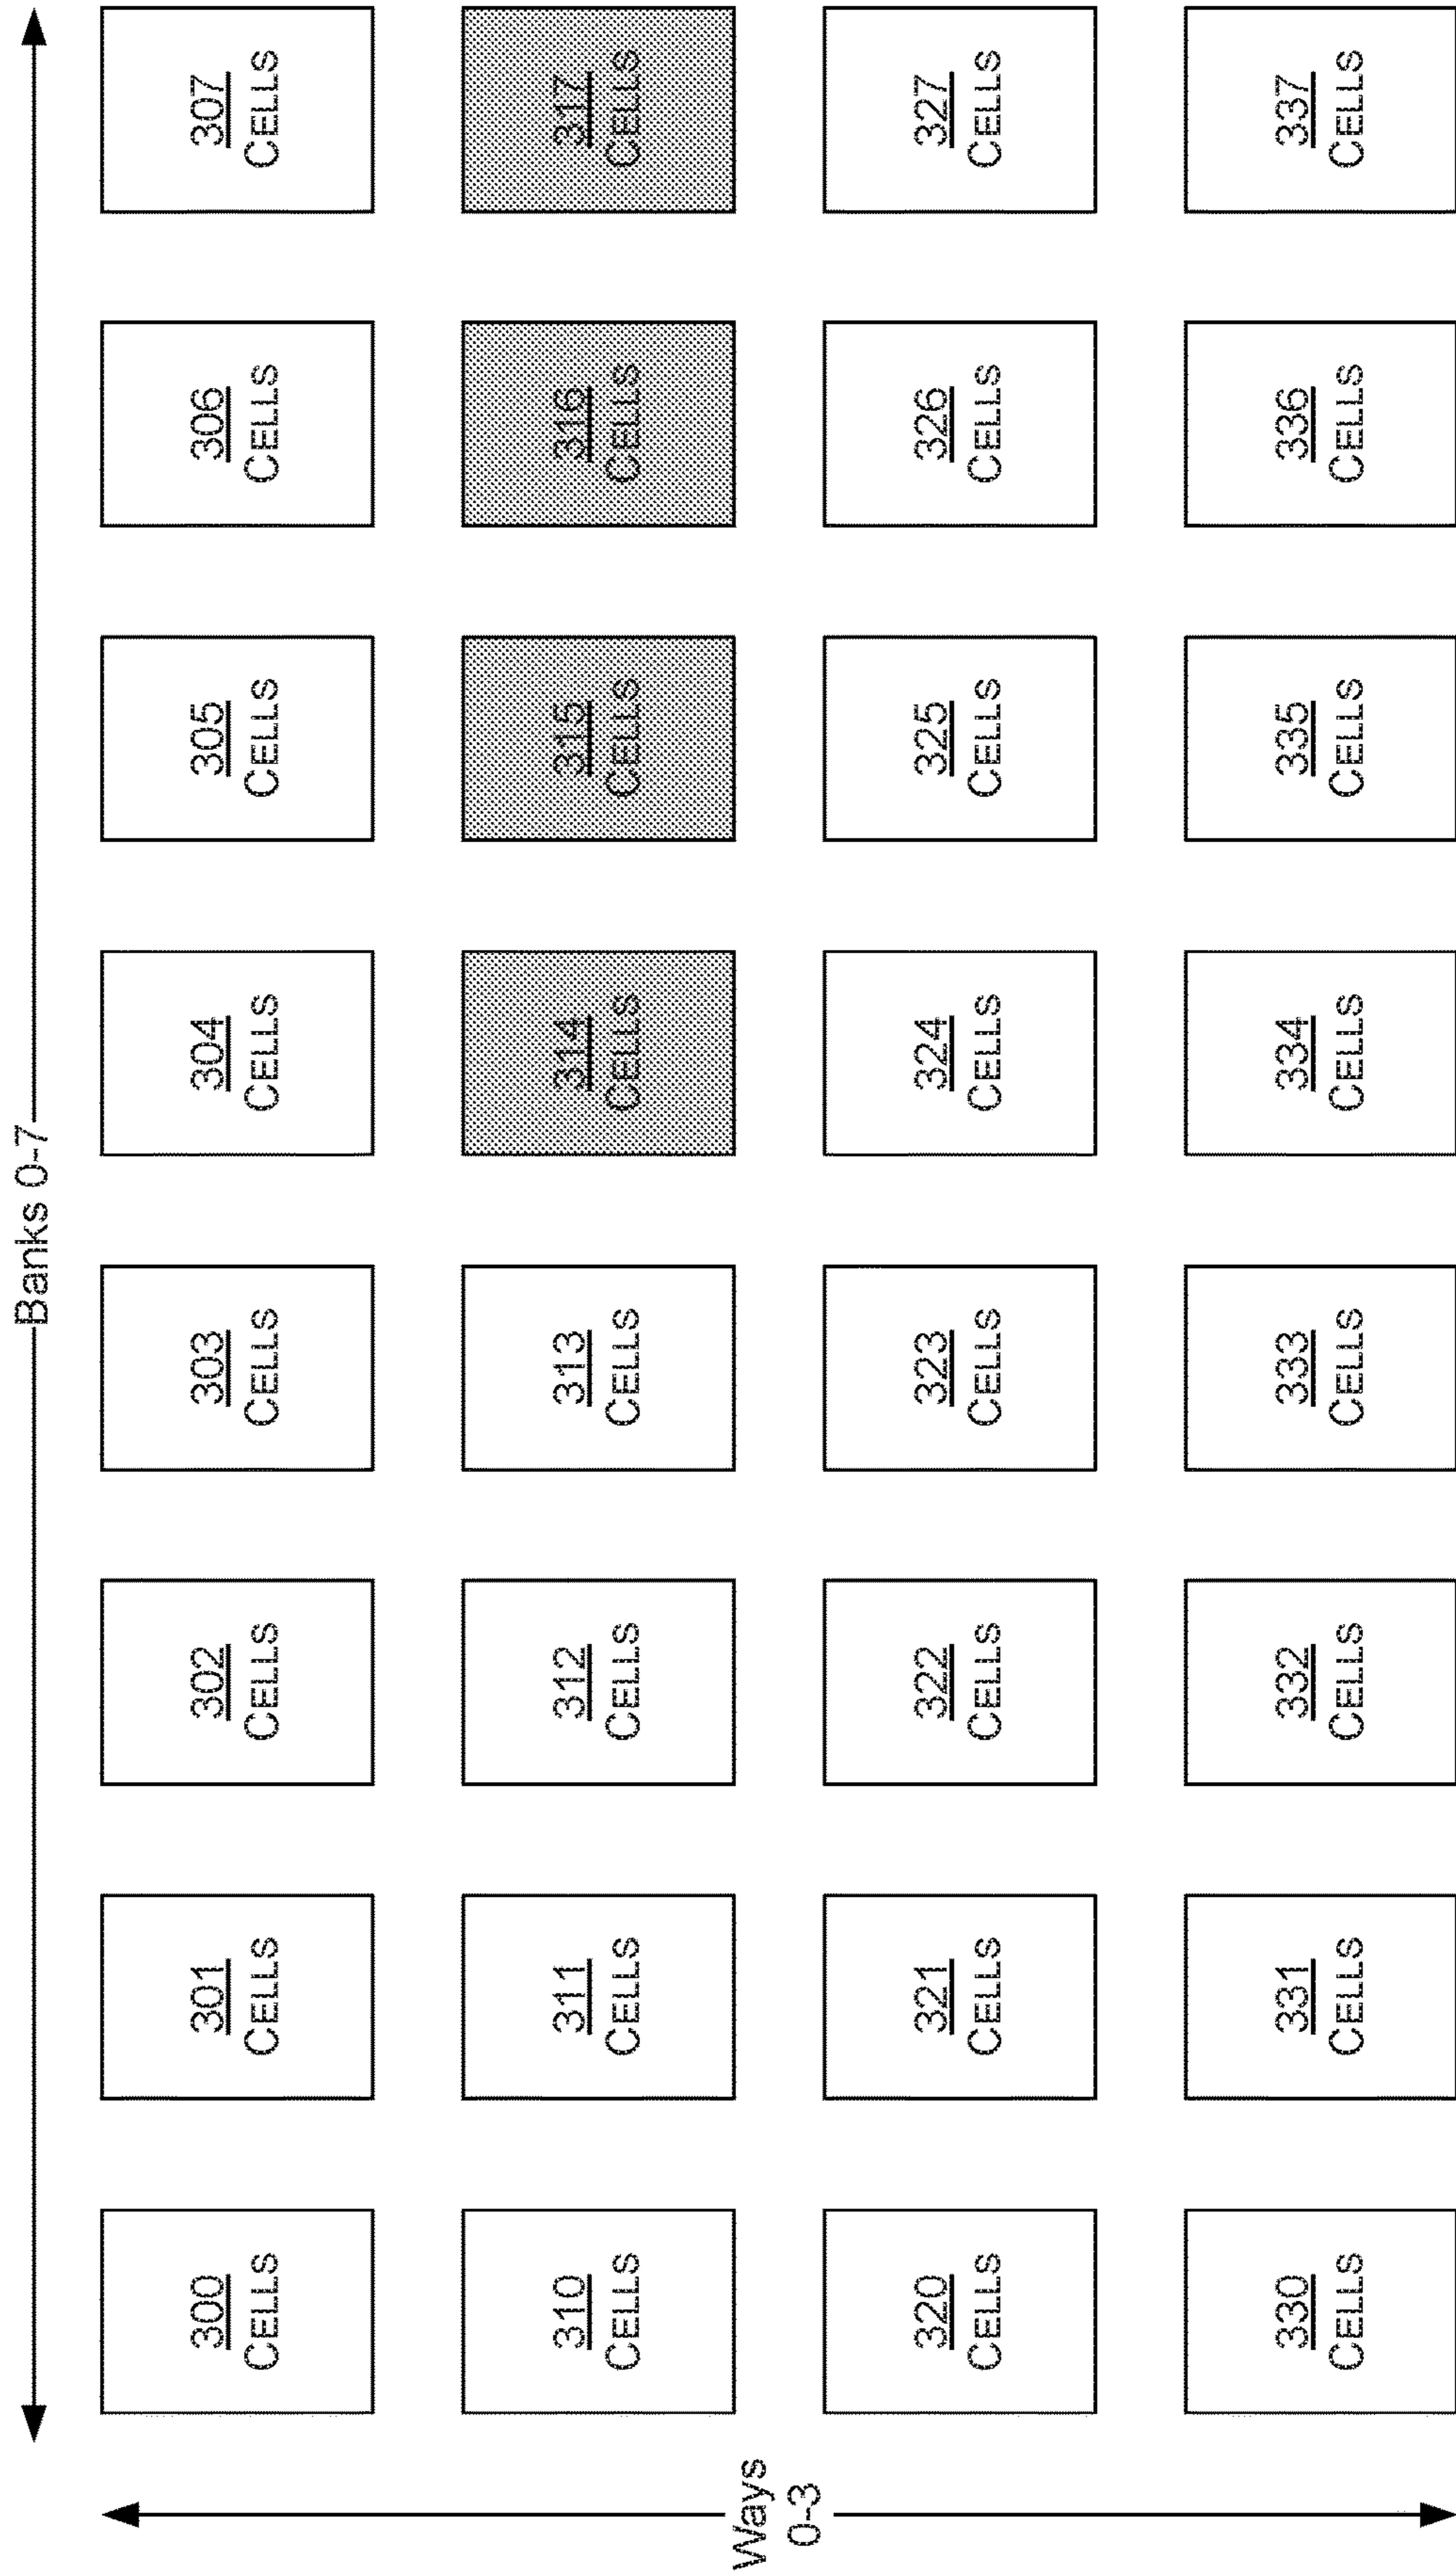 Banks 0-7
Ways
0-3
300
CELLS
301
CELLS
302
CELLS
303
CELLS
304
CELLS
305
CELLS
306
CELLS
307
CELLS
310
CELLS
311
CELLS
312
CELLS
313
CELLS
314
CELLS
315
CELLS
316
CELLS
317
CELLS
320
CELLS
321
CELLS
322
CELLS
323
CELLS
324
CELLS
325
CELLS
326
CELLS
327
CELLS
330
CELLS
331
CELLS
332
CELLS
333
CELLS
334
CELLS
335
CELLS
336
CELLS
337
CELLS